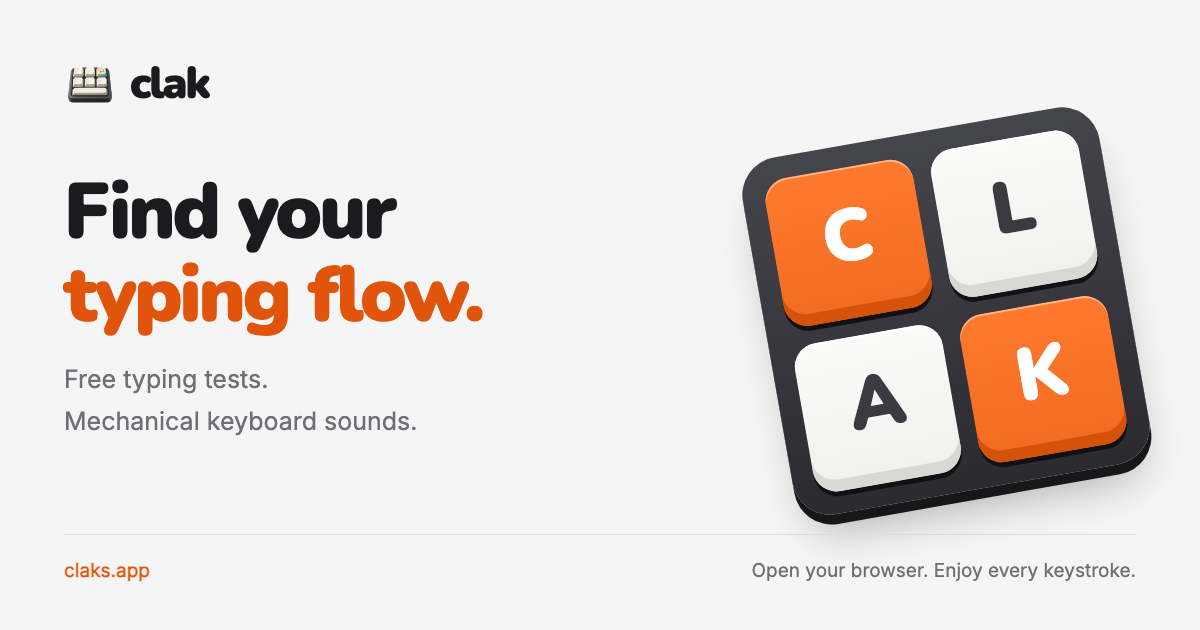 clak
Find your
typing flow.
Free typing tests.
Mechanical keyboard sounds.
C L
A K
claks.app
Open your browser. Enjoy every keystroke.